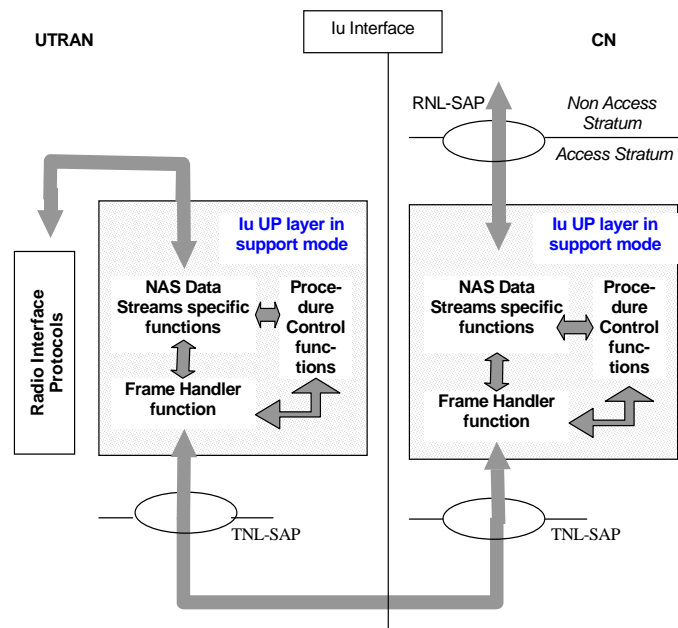 UTRAN
Iu Interface
CN
RNL-SAP
Non Access
Stratum
Access Stratum
Iu UP layer in
support mode
NAS Data
Streams specific
functions
Proce-
dure
Control
func-
tions
Frame Handler
function
Radio Interface
Protocols
TNL-SAP
Iu UP layer in
support mode
NAS Data
Streams specific
functions
Proce-
dure
Control
func-
tions
Frame Handler
function
TNL-SAP